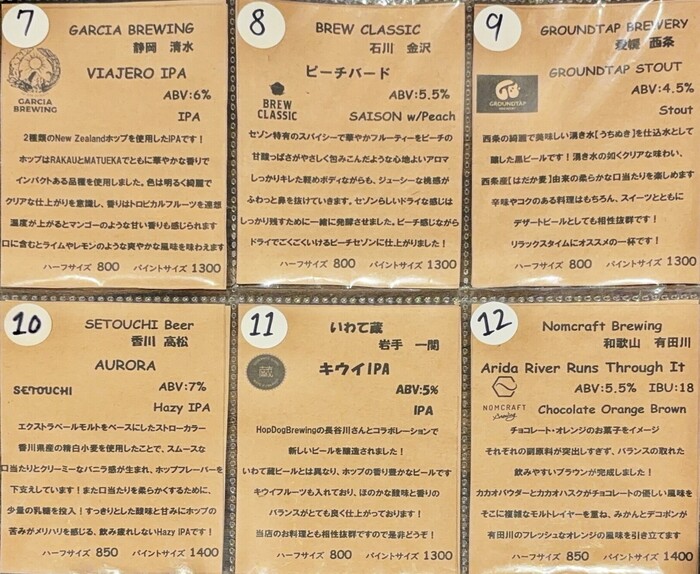 7
GARCIA BREWING
静岡 清水
VIAJERO IPA
GARCIA
BREWING
ABV:6%
IPA
2種類のNew Zealandホップを使用したIPAです！
ホップはRAKAUとMATUEKAでともに華やかな香りで
インパクトある品種を使用しました。色は明るく綺麗で
クリアな仕上がりを意識し、香りはトロピカルフルーツを連想
温度が上がるとマンゴーのような甘い香りも感じられます
口に含むとライムやレモンのような爽やかな風味を味わえます
ハーフサイズ 800 パイントサイズ 1300
8
BREW CLASSIC
石川 金沢
ピーチバード
BREW
CLASSIC
ABV:5.5%
SAISON w/Peach
セゾン特有のスパイシーで華やかフルーティーをピーチの
甘酸っぱさがやさしく包みこんだような心地よいアロマ
しっかりキレた軽めボディながらも、ジューシーな桃感が
ふわっと鼻を抜けていきます。セゾンらしいドライな感じは
しっかり残すために一緒に発酵させました。ピーチ感じながら
ドライでごくごくいけるピーチセゾンに仕上がりました！
ハーフサイズ 800 パイントサイズ 1300
9
GROUNDTAP BREWERY
愛媛 西条
GROUNDTAP STOUT
GROUNDTAP
ABV:4.5%
Stout
西条の綺麗で美味しい湧き水【うちぬき】を仕込水として
醸した黒ビールです！湧き水の如くクリアな味わい、
西条産【はだか麦】由来の柔らかな口当たりを楽しめます
辛味やコクのある料理はもちろん、スイーツとともに
デザートビールとしても相性抜群です！
リラックスタイムにオススメの一杯です！
ハーフサイズ 800 パイントサイズ 1300
10
SETOUCHI Beer
香川 高松
AURORA
SETOUCHI
ABV:7%
Hazy IPA
エクストラペールモルトをベースにしたストローカラー
香川県産の精白小麦を使用したことで、スムースな
口当たりとクリーミーなバニラ感が生まれ、ホップフレーバーを
下支えしています！また口当たりを柔らかくするために、
少量の乳糖を投入！すっきりとした酸味と甘みにホップの
苦みがメリハリを感じる、飲み疲れしないHazy IPAです！
ハーフサイズ 850 パイントサイズ 1400
11
いわて蔵
岩手 一関
キウイIPA
蔵
ABV:5%
IPA
HopDogBrewingの長谷川さんとコラボレーションで
新しいビールを醸造されました！
いわて蔵ビールとは異なり、ホップの香り豊かなビールです
キウイフルーツも入れており、ほのかな酸味と香りの
バランスがとても良く仕上がっております！
当店のお料理とも相性抜群ですので是非どうぞ！
ハーフサイズ 800 パイントサイズ 1300
12
Nomcraft Brewing
和歌山 有田川
Arida River Runs Through It
NOMCRAFT
Brewing
ABV:5.5% IBU:18
Chocolate Orange Brown
チョコレート・オレンジのお菓子をイメージ
それぞれの副原料が突出しすぎず、バランスの取れた
飲みやすいブラウンが完成しました！
カカオパウダーとカカオハスクがチョコレートの優しい風味を
そこに複雑なモルトレイヤーを重ね、みかんとデコポンが
有田川のフレッシュなオレンジの風味を引き立てます
ハーフサイズ 850 パイントサイズ 1400